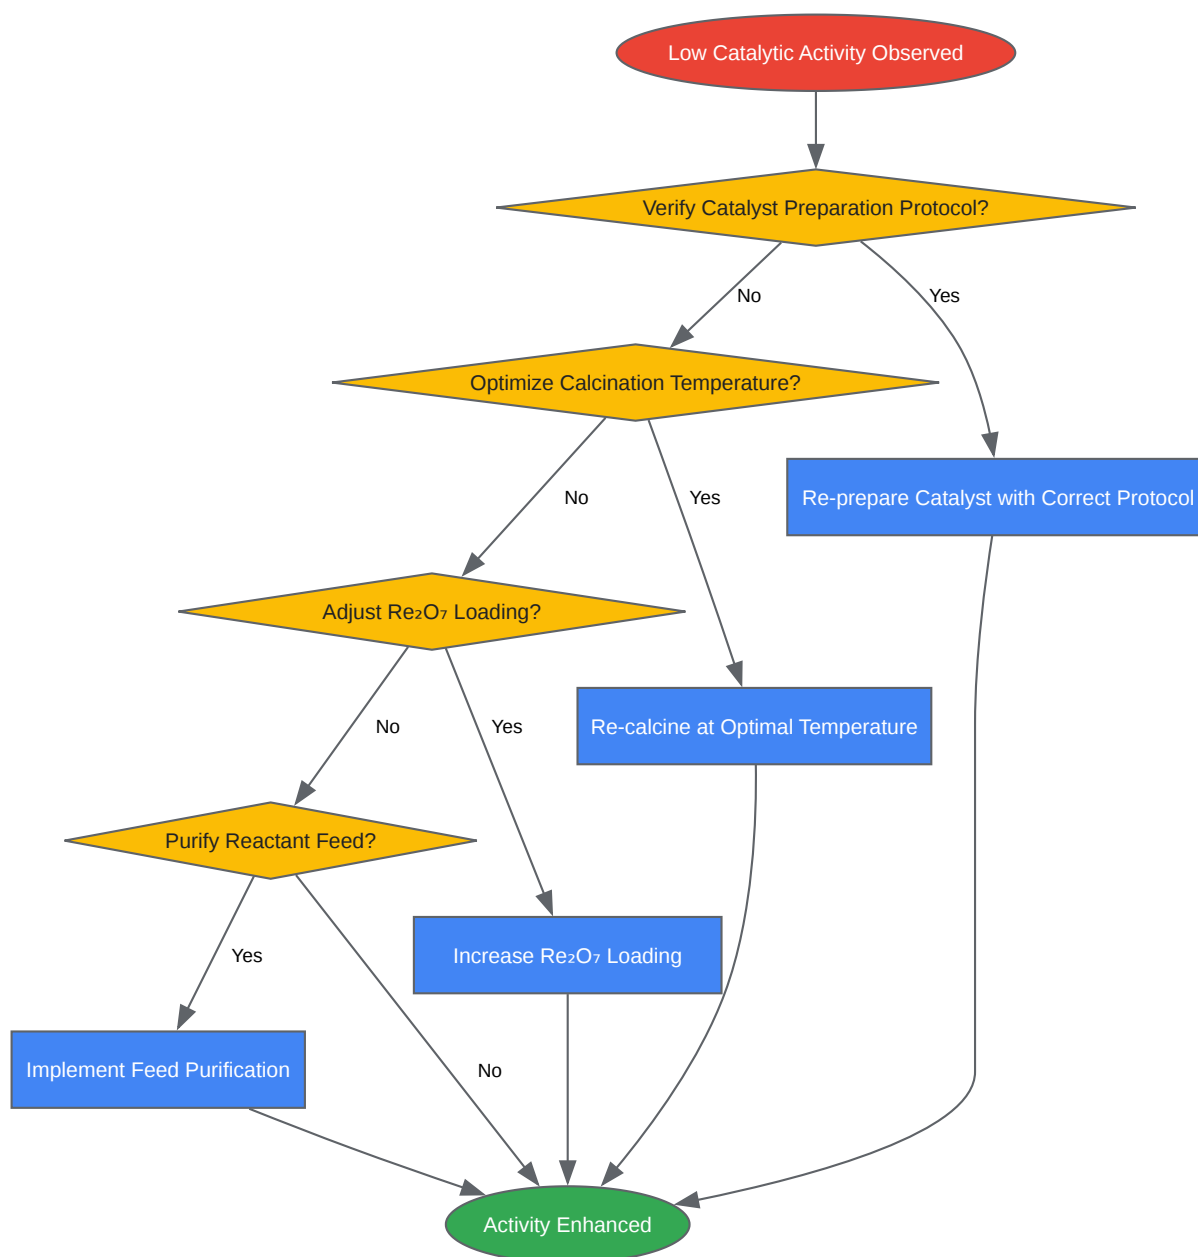 Low Catalytic Activity Observed
Verify Catalyst Preparation Protocol?
No
Yes
Optimize Calcination Temperature?
No
Yes
Re-prepare Catalyst with Correct Protocol
Adjust Re₂O₇ Loading?
No
Yes
Re-calcine at Optimal Temperature
Purify Reactant Feed?
Yes
Increase Re₂O₇ Loading
Implement Feed Purification
No
Activity Enhanced